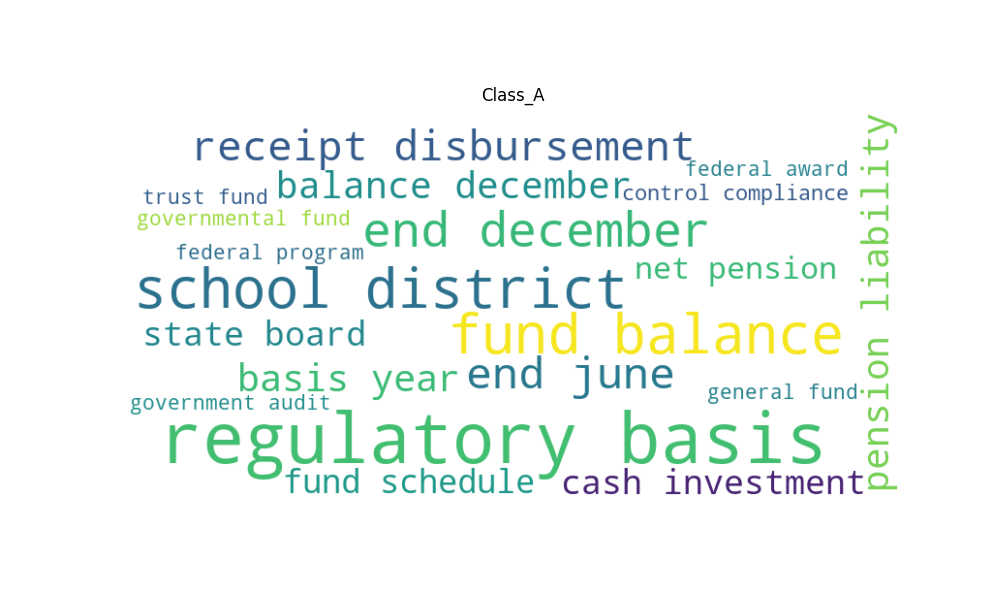 Class_A
receipt disbursement
federal award
balance december
trust fund
control compliance
governmental fund
end december
federal program
net pension
school district
state board
fund balance
basis year
end june
general fund
government audit
regulatory basis
fund schedule
cash investment
pension liability